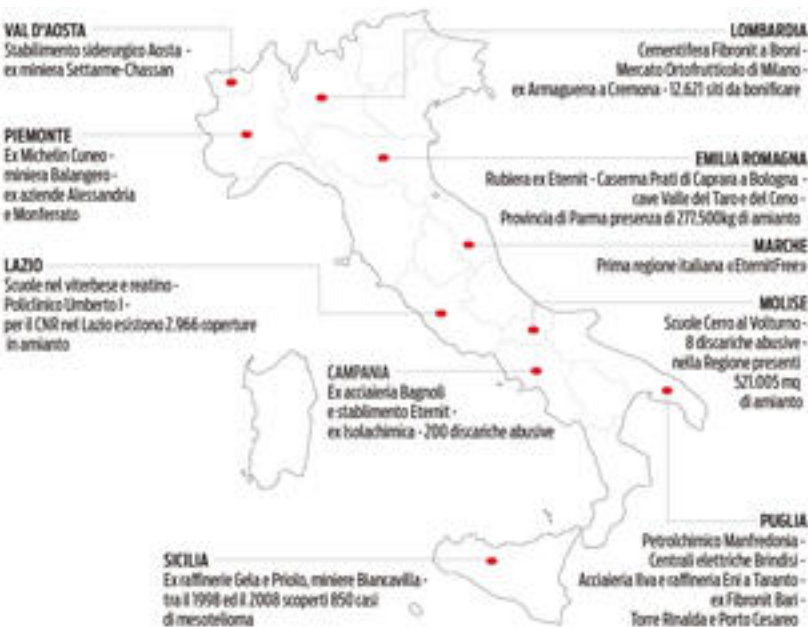 VAL D'AOSTA
Stabilimento siderurgico Aosta -
ex miniera Settarme-Chassan
PIEMONTE
Ex Michelin Cuneo -
miniera Balangero -
ex aziende Alessandria
e Monferrato
LAZIO
Scuole nel viterbese e reatino -
Policlinico Umberto I -
per il CNR nel Lazio esistono 2.966 coperture
in amianto
CAMPANIA
Ex acciaieria Bagnoli
e stablimento Eternit -
ex Isolachimica - 200 discariche abusive
SICILIA
Ex raffinerie Gela e Priolo, miniere Biancavilla -
tra il 1998 ed il 2008 scoperti 850 casi
di mesotelioma
LOMBARDIA
Cementifera Fibronit a Broni -
Mercato Ortofrutticolo di Milano -
ex Armaguerra a Cremona - 12.621 siti da bonificare
EMILIA ROMAGNA
Rubiera ex Eternit - Caserma Prati di Caprara a Bologna -
cave Valle del Taro e del Ceno -
Provincia di Parma presenza di 277.500kg di amianto
MARCHE
Prima regione italiana «EternitFree»
MOLISE
Scuole Cerro al Volturno -
8 discariche abusive -
nella Regione presenti
521.005 mq
di amianto
PUGLIA
Petrolchimico Manfredonia -
Centrali elettriche Brindisi -
Acciaieria Ilva e raffineria Eni a Taranto -
ex Fibronit Bari -
Torre Rinalda e Porto Cesareo